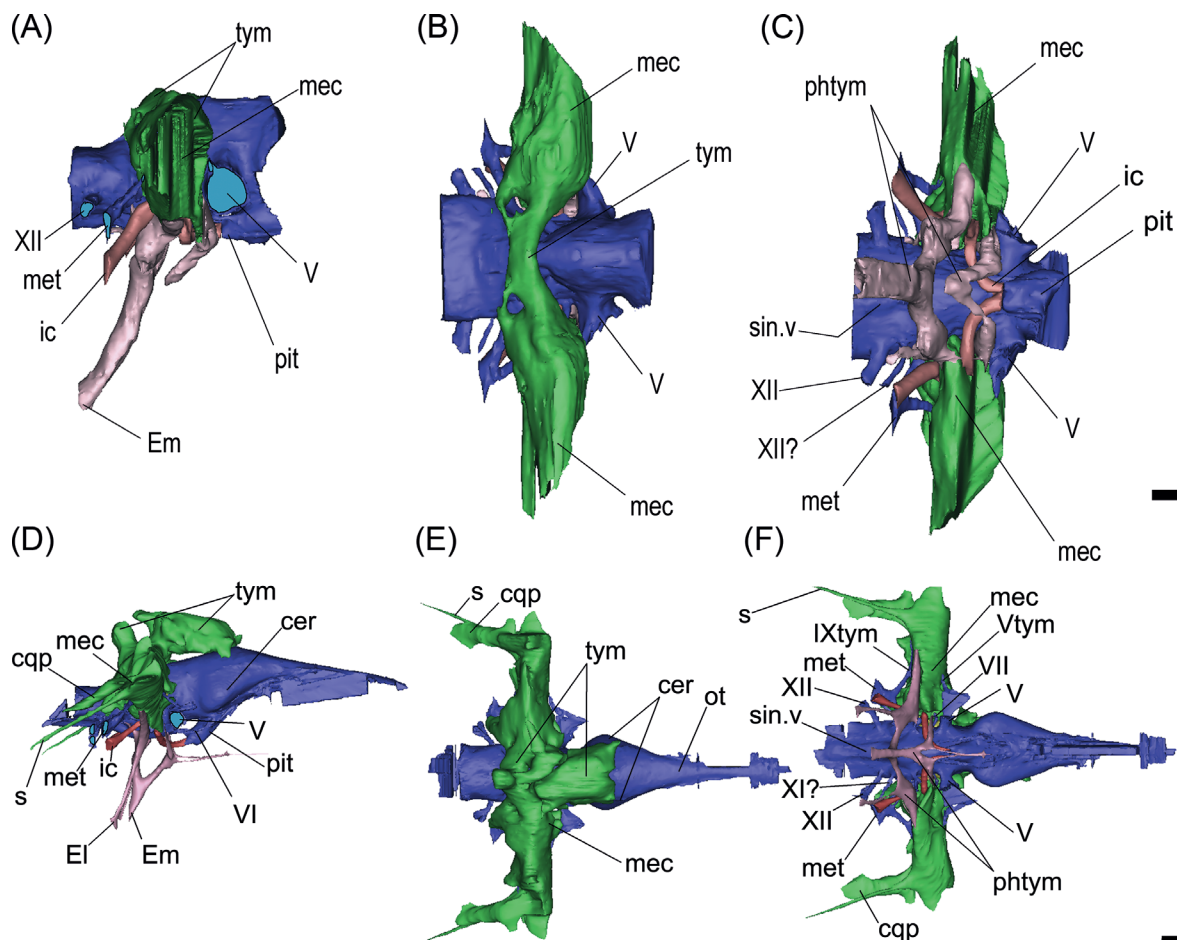 (A)
tym
mec
XII
met
ic
V
pit
Em
(B)
mec
V
tym
V
mec
(C)
mec
phtym
V
ic
pit
sin.v
XII
XII?
V
met
mec
(D)
tym
mec
cer
cqp
V
met
ic
pit
s
VI
El
Em
(E)
s
cqp
tym
cer
ot
mec
(F)
s
mec
IXtym
Vtym
met
VII
XII
V
sin.v
XI?
XII
V
met
phtym
cqp